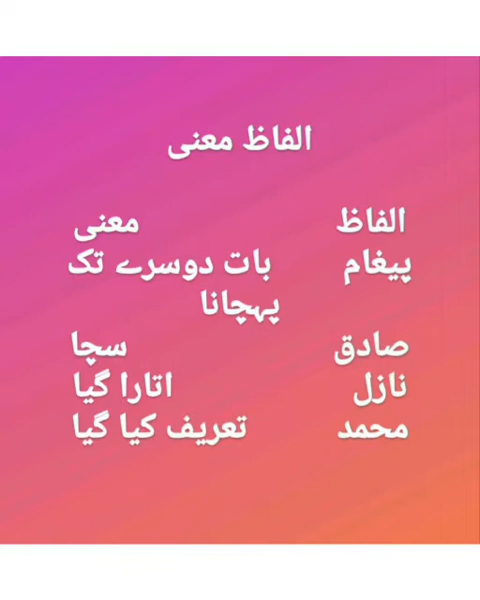 الفاظ معنی
الفاظ معنی
پیغام بات دوسرے تک
پہچانا
صادق سچا
نازل اتارا گیا
محمد تعریف کیا گیا